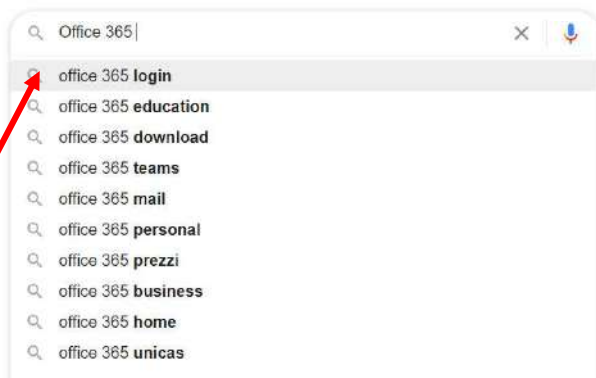 Office 365
office 365 login
office 365 education
office 365 download
office 365 teams
office 365 mail
office 365 personal
office 365 prezzi
office 365 business
office 365 home
office 365 unicas